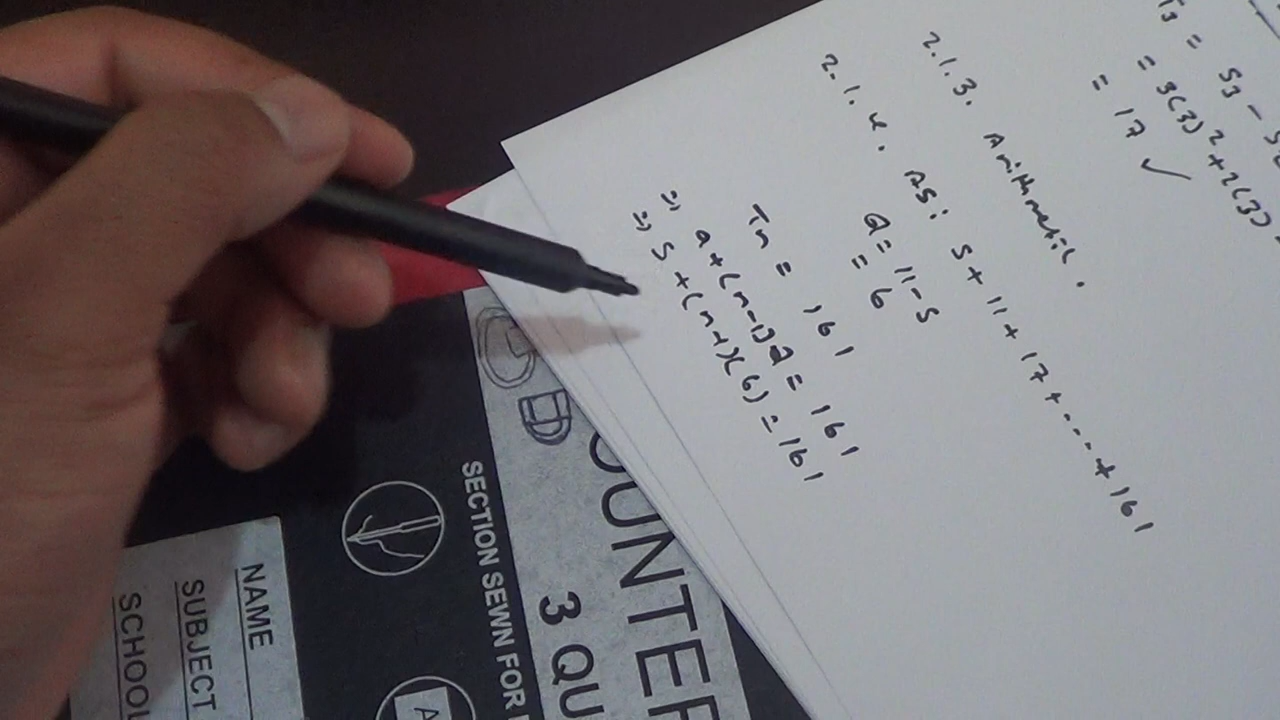 T3 = S3 - S2
= 3(3)2+2(3)
= 17 ✓
2.1.3. Arithmetic.
2.1.4. AS: 5+11+17+----+161
d = 11-5
= 6
Tn = 161
=> a+(n-1)d = 161
=> 5+(n-1)(6) = 161
OUNTER
3 QU
SECTION SEWN FOR
NAME
SUBJECT
SCHOOL
A